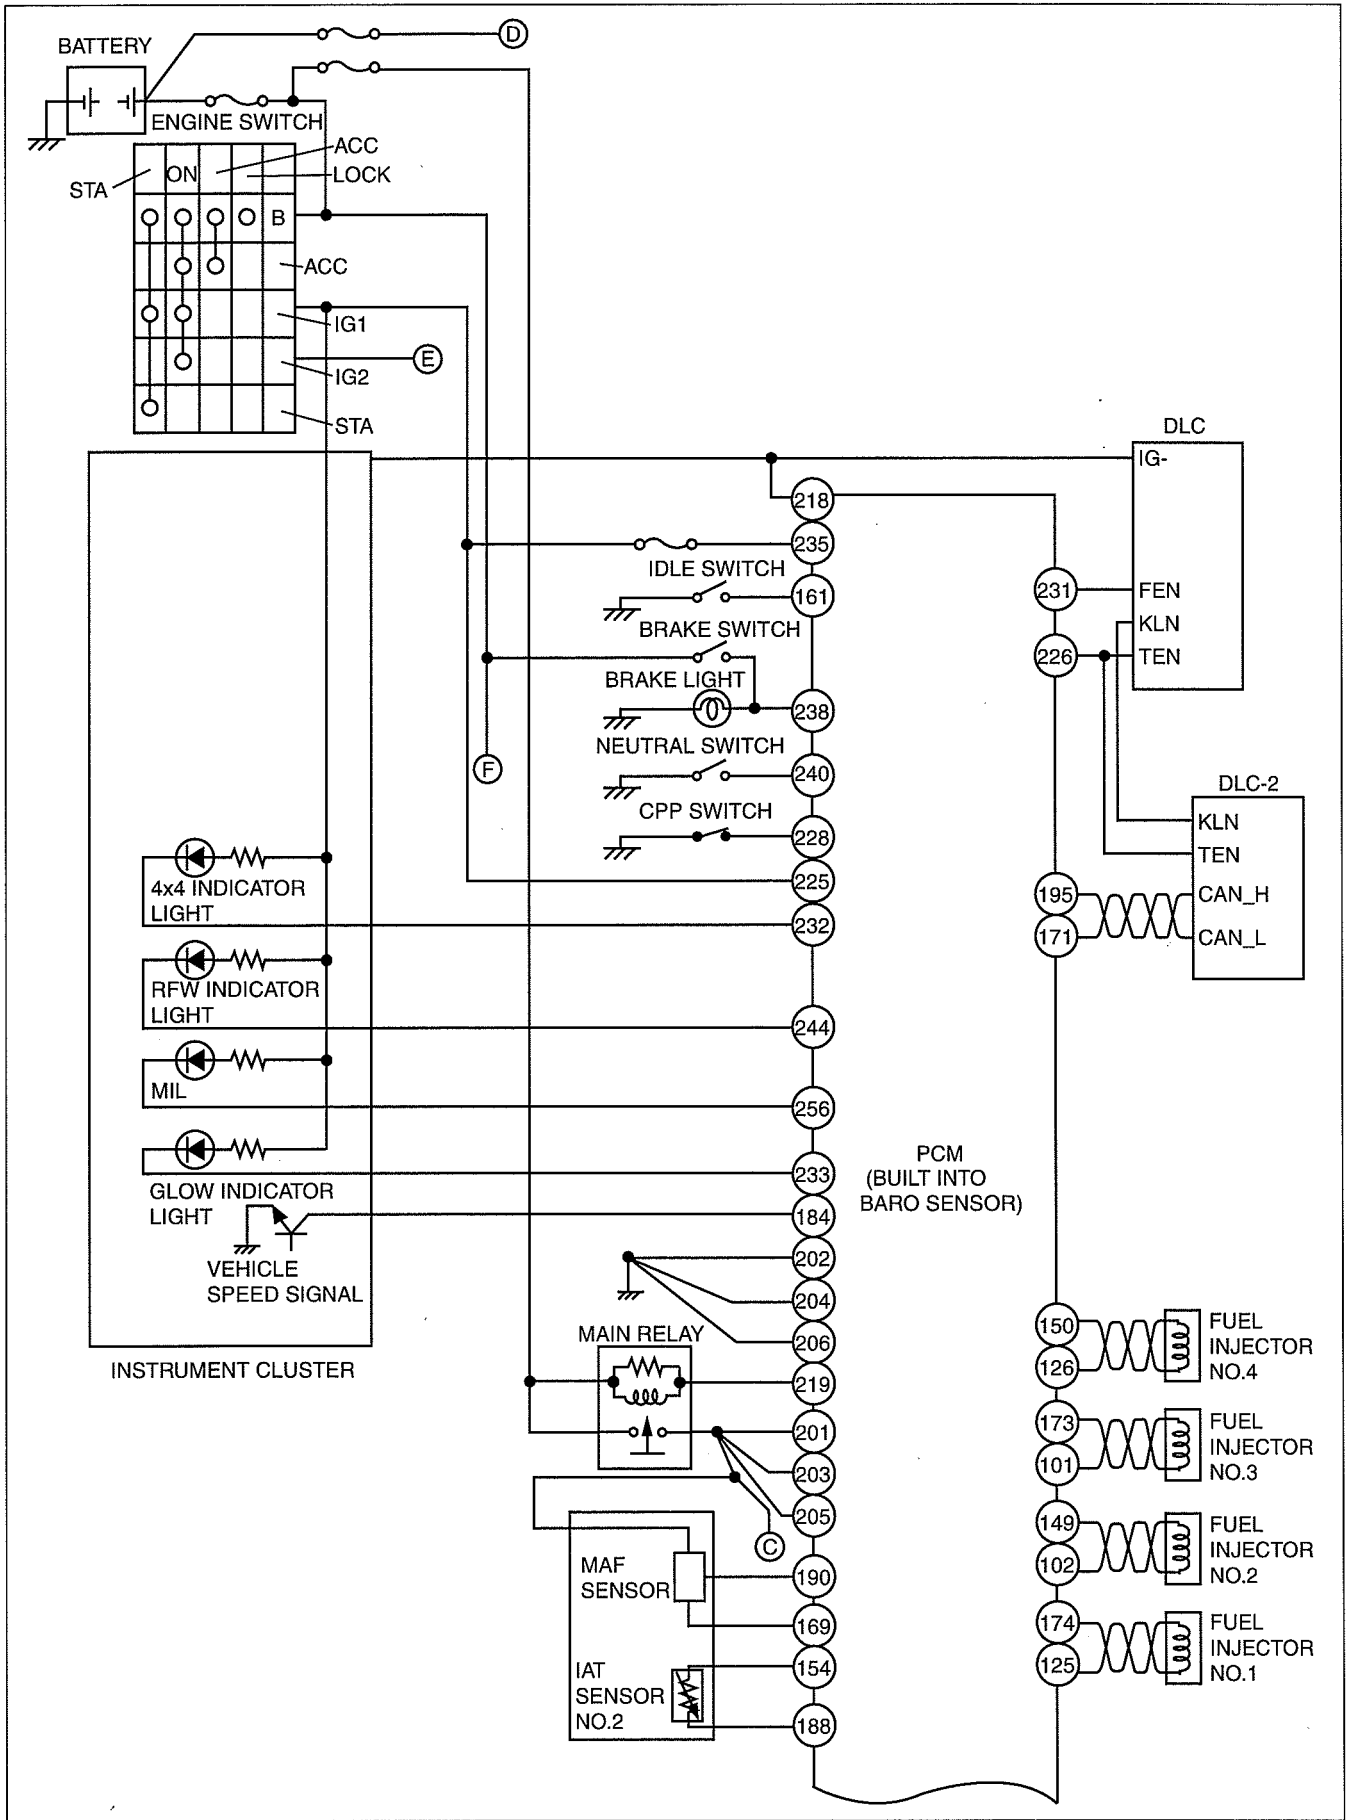 D
BATTERY
ENGINE SWITCH
ACC
LOCK
STA
ON
B
ACC
IG1
E
IG2
STA
DLC
IG-
218
235
IDLE SWITCH
161
231
FEN
KLN
BRAKE SWITCH
226
TEN
BRAKE LIGHT
238
NEUTRAL SWITCH
F
240
DLC-2
CPP SWITCH
KLN
228
TEN
225
4x4 INDICATOR
LIGHT
195
CAN_H
232
171
CAN_L
RFW INDICATOR
LIGHT
244
MIL
256
PCM
(BUILT INTO
BARO SENSOR)
233
GLOW INDICATOR
LIGHT
184
VEHICLE
SPEED SIGNAL
202
204
206
MAIN RELAY
INSTRUMENT CLUSTER
219
201
203
205
C
150
126
FUEL
INJECTOR
NO.4
173
101
FUEL
INJECTOR
NO.3
149
102
FUEL
INJECTOR
NO.2
174
125
FUEL
INJECTOR
NO.1
MAF
SENSOR
190
169
IAT
SENSOR
NO.2
154
188